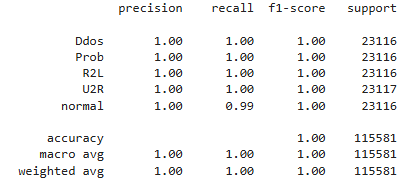 precision recall f1-score support
Ddos 1.00 1.00 1.00 23116
Prob 1.00 1.00 1.00 23116
R2L 1.00 1.00 1.00 23116
U2R 1.00 1.00 1.00 23117
normal 1.00 0.99 1.00 23116
accuracy 1.00 115581
macro avg 1.00 1.00 1.00 115581
weighted avg 1.00 1.00 1.00 115581